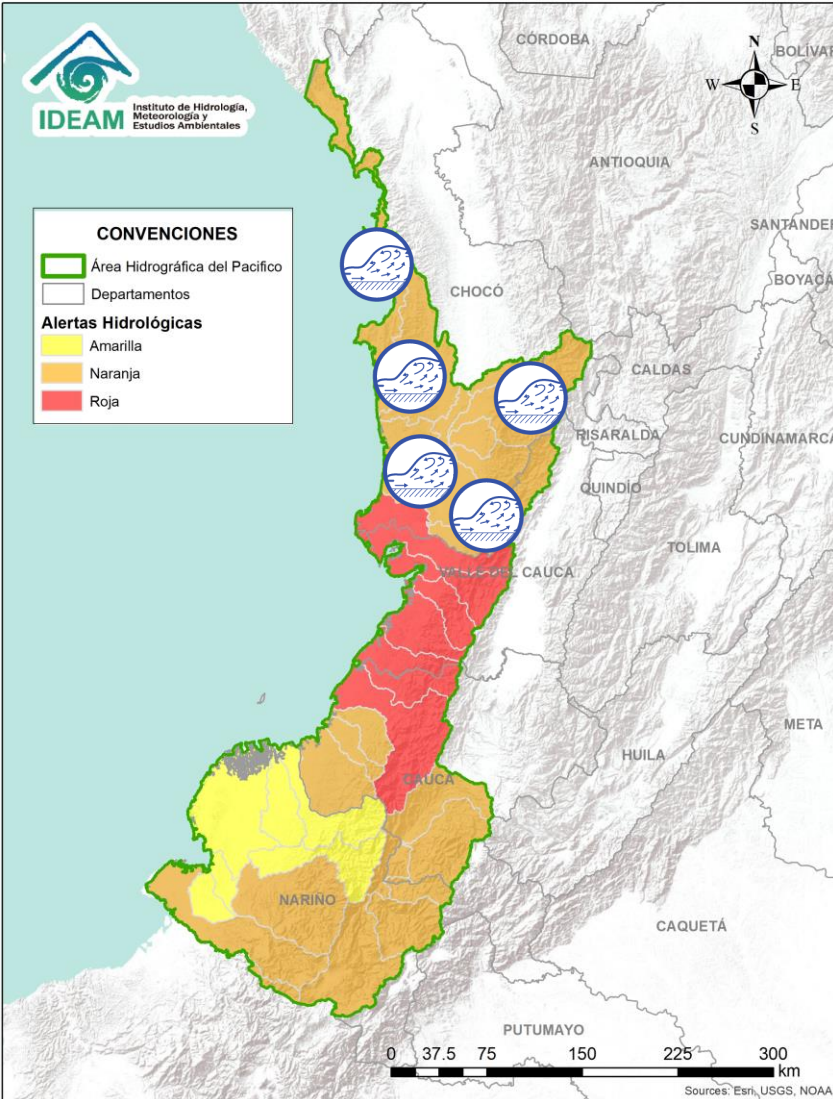 IDEAM
Instituto de Hidrología,
Meteorología y
Estudios Ambientales
CÓRDOBA
BOLÍVAR
N
W
E
S
ANTIOQUIA
SANTANDER
BOYACÁ
CONVENCIONES
Área Hidrográfica del Pacifico
Departamentos
Alertas Hidrológicas
Amarilla
Naranja
Roja
CHOCÓ
CALDAS
RISARALDA
CUNDINAMARCA
QUINDÍO
TOLIMA
VALLE DEL CAUCA
META
HUILA
CAUCA
NARIÑO
CAQUETÁ
PUTUMAYO
0 37.5 75 150 225 300
km
Sources: Esri, USGS, NOAA